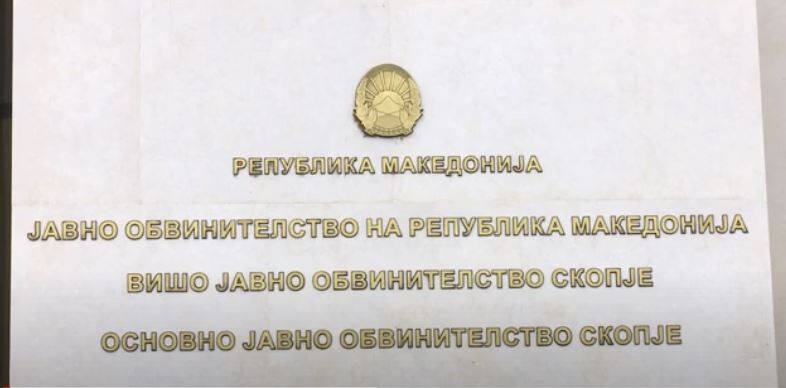 РЕПУБЛИКА МАКЕДОНИЈА
ЈАВНО ОБВИНИТЕЛСТВО НА РЕПУБЛИКА МАКЕДОНИЈА
ВИШО ЈАВНО ОБВИНИТЕЛСТВО СКОПЈЕ
ОСНОВНО ЈАВНО ОБВИНИТЕЛСТВО СКОПЈЕ